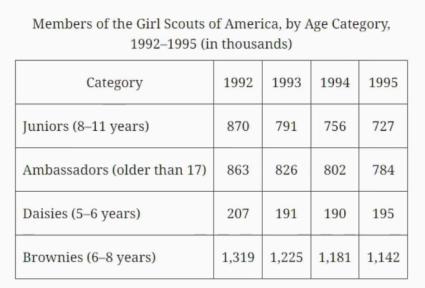 Members of the Girl Scouts of America, by Age Category,
1992–1995 (in thousands)
Category 1992 1993 1994 1995
Juniors (8–11 years) 870 791 756 727
Ambassadors (older than 17) 863 826 802 784
Daisies (5–6 years) 207 191 190 195
Brownies (6–8 years) 1,319 1,225 1,181 1,142